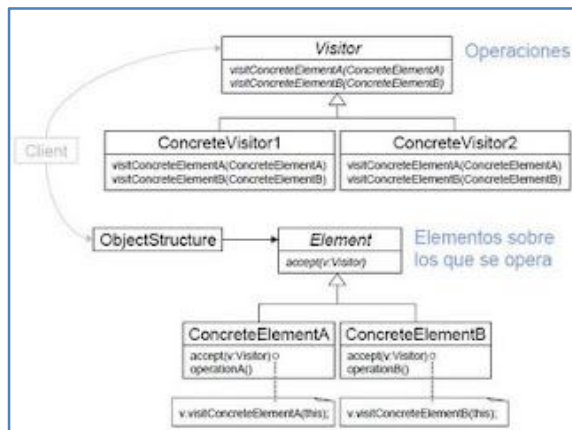 Visitor
Operaciones
visitConcreteElementA(ConcreteElementA)
visitConcreteElementB(ConcreteElementB)
Client
ConcreteVisitor1
ConcreteVisitor2
visitConcreteElementA(ConcreteElementA)
visitConcreteElementB(ConcreteElementB)
visitConcreteElementA(ConcreteElementA)
visitConcreteElementB(ConcreteElementB)
ObjectStructure
Element
accept(v:Visitor)
Elementos sobre
los que se opera
ConcreteElementA
accept(v:Visitor)
operationA()
ConcreteElementB
accept(v:Visitor)
operationB()
v.visitConcreteElementA(this);
v.visitConcreteElementB(this);